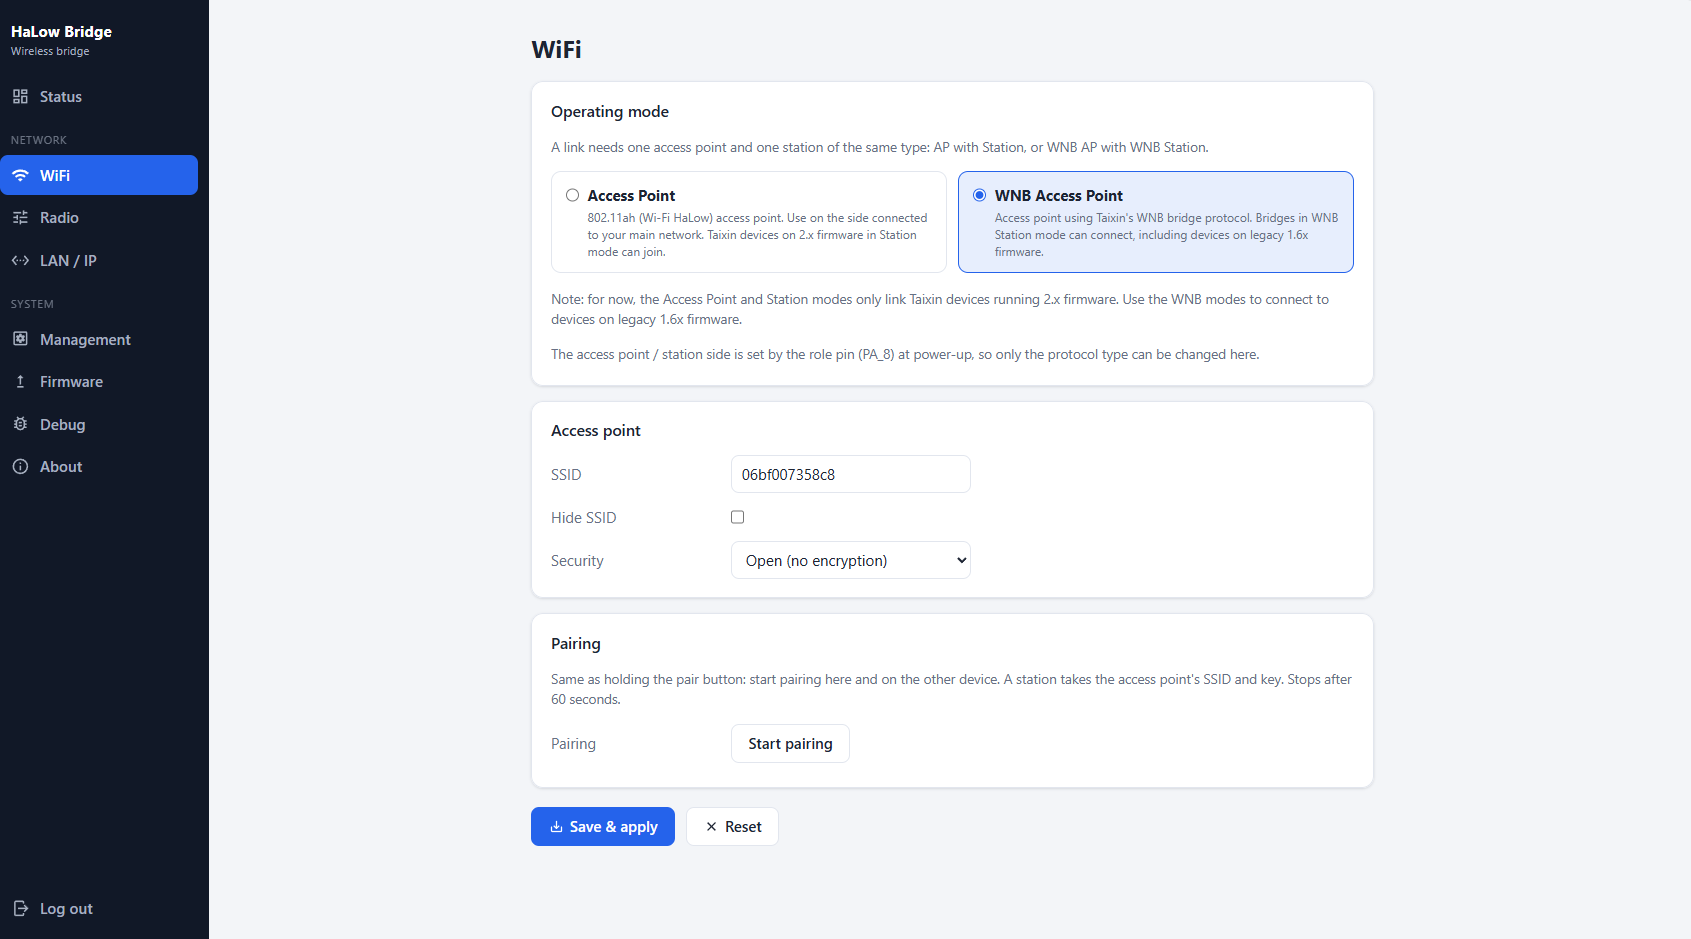 HaLow Bridge
Wireless bridge
Status
NETWORK
WiFi
Radio
LAN / IP
SYSTEM
Management
Firmware
Debug
About
Log out
WiFi
Operating mode
A link needs one access point and one station of the same type: AP with Station, or WNB AP with WNB Station.
Access Point
802.11ah (Wi-Fi HaLow) access point. Use on the side connected
to your main network. Taixin devices on 2.x firmware in Station
mode can join.
WNB Access Point
Access point using Taixin's WNB bridge protocol. Bridges in WNB
Station mode can connect, including devices on legacy 1.6x
firmware.
Note: for now, the Access Point and Station modes only link Taixin devices running 2.x firmware. Use the WNB modes to connect to
devices on legacy 1.6x firmware.
The access point / station side is set by the role pin (PA_8) at power-up, so only the protocol type can be changed here.
Access point
SSID
06bf007358c8
Hide SSID
Security
Open (no encryption)
Pairing
Same as holding the pair button: start pairing here and on the other device. A station takes the access point's SSID and key. Stops after
60 seconds.
Pairing
Start pairing
Save & apply
Reset